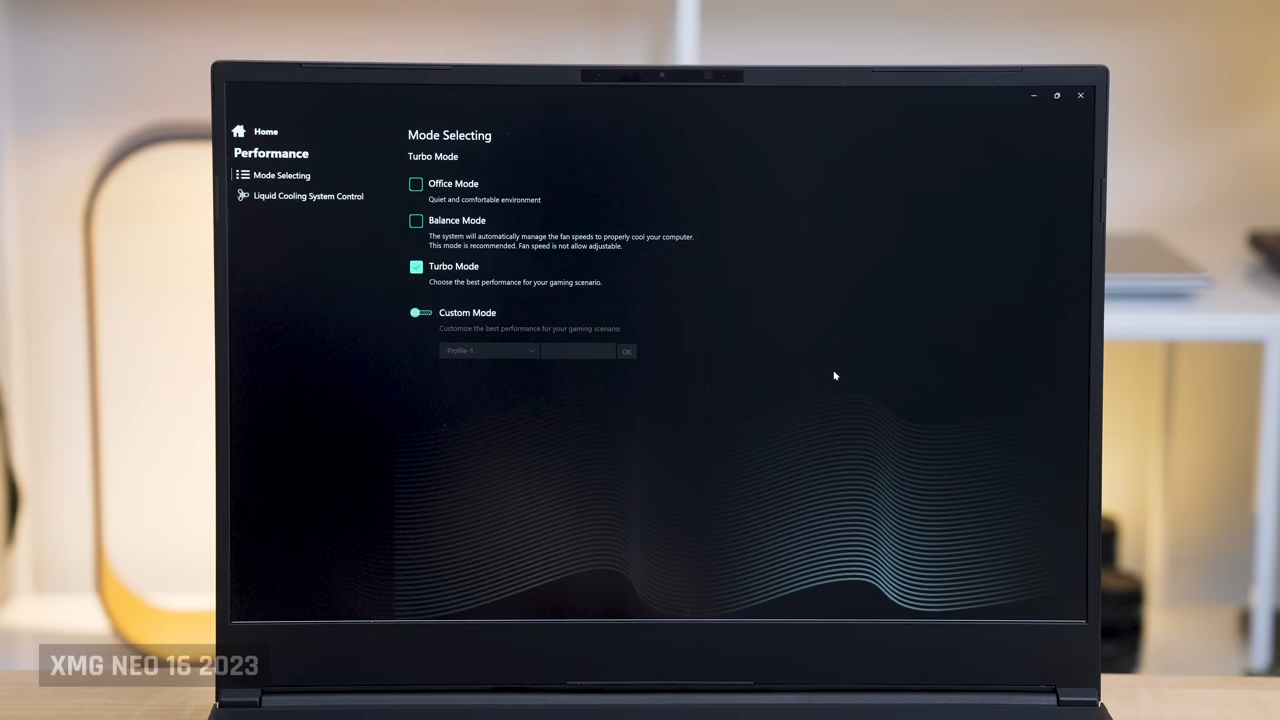 Home
Performance
Mode Selecting
Liquid Cooling System Control
Mode Selecting
Turbo Mode
Office Mode
Quiet and comfortable environment
Balance Mode
The system will automatically manage the fan speeds to properly cool your computer.
This mode is recommended. Fan speed is not allow adjustable.
Turbo Mode
Choose the best performance for your gaming scenario.
Custom Mode
Customize the best performance for your gaming scenario.
Profile-1
OK
XMG NEO 16 2023